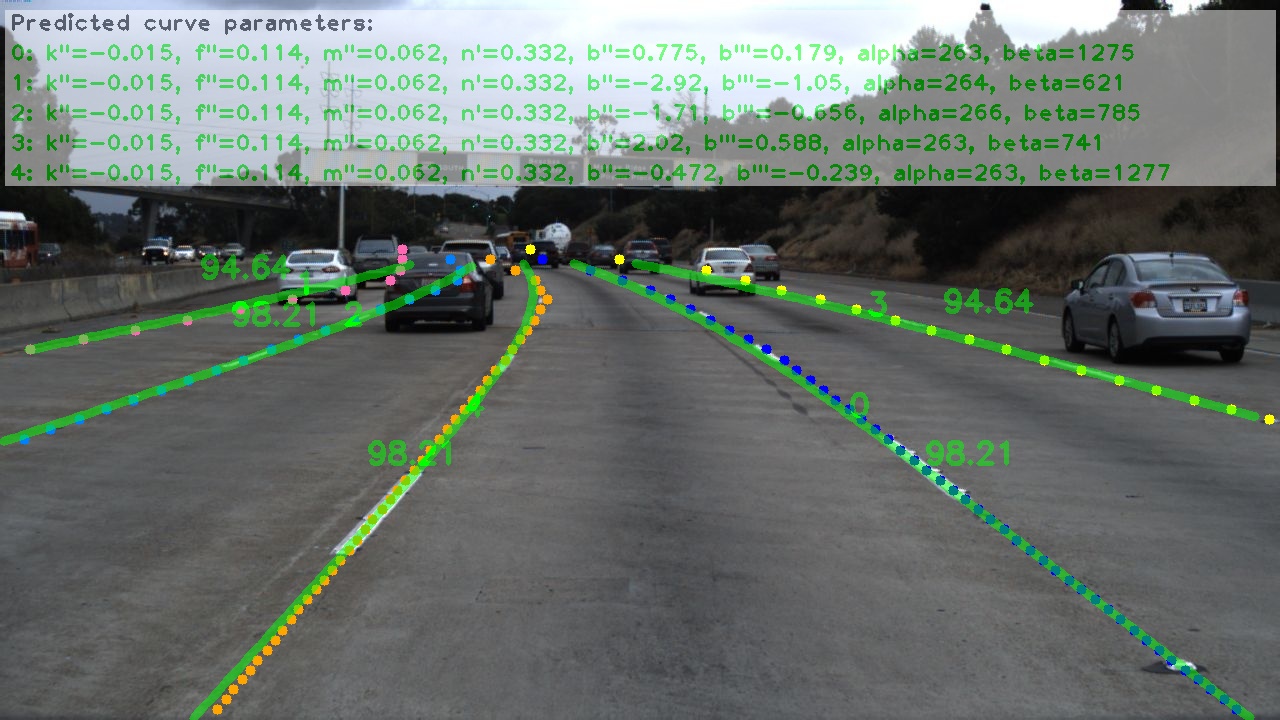 Predicted curve parameters:
0: k''=-0.015, f''=0.114, m''=0.062, n'=0.332, b''=0.775, b'''=0.179, alpha=263, beta=1275
1: k''=-0.015, f''=0.114, m''=0.062, n'=0.332, b''=-2.92, b'''=-1.05, alpha=264, beta=621
2: k''=-0.015, f''=0.114, m''=0.062, n'=0.332, b''=-1.71, b'''=-0.656, alpha=266, beta=785
3: k''=-0.015, f''=0.114, m''=0.062, n'=0.332, b''=2.02, b'''=0.588, alpha=263, beta=741
4: k''=-0.015, f''=0.114, m''=0.062, n'=0.332, b''=-0.472, b'''=-0.239, alpha=263, beta=1277
94.64 1
98.21 2
3 94.64
4
0
98.21
98.21